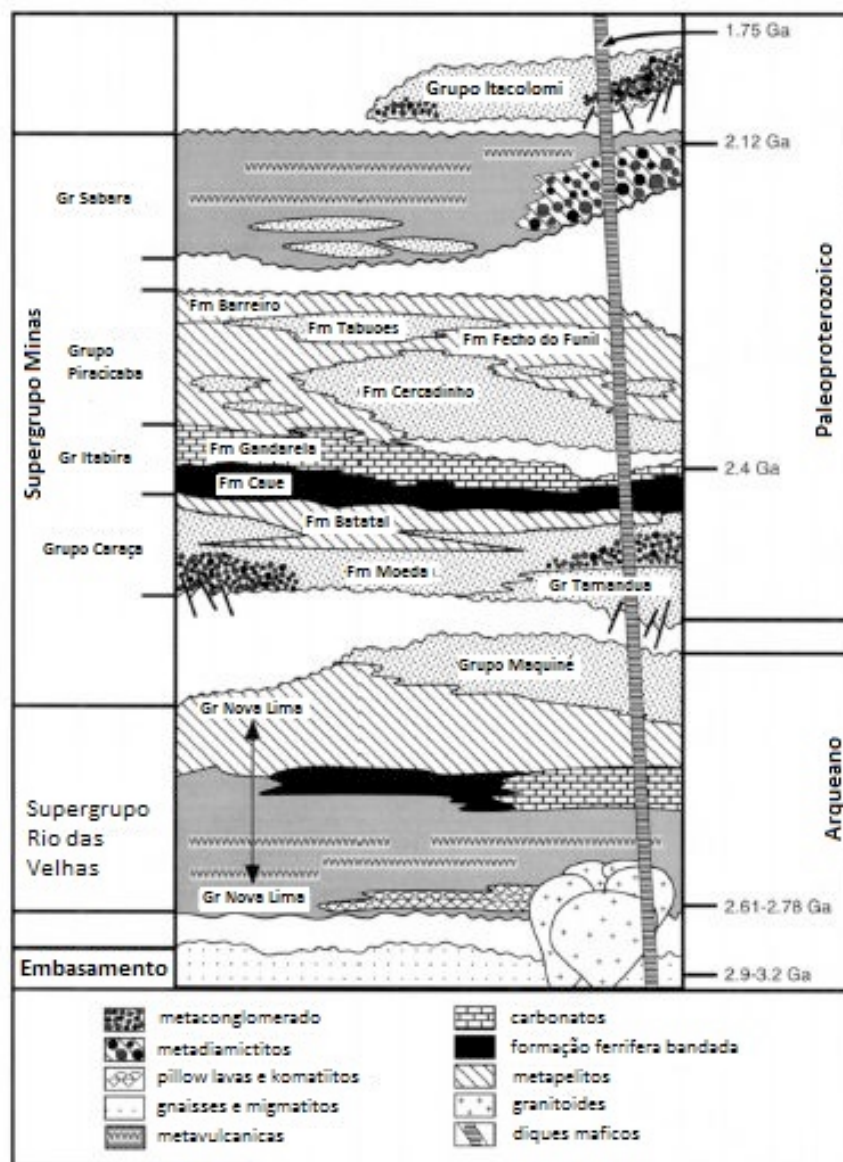 1.75 Ga
Grupo Itacolomi
2.12 Ga
Gr Sabara
Fm Barreiro
Fm Tabuoes
Fm Fecho do Funil
Grupo
Piracicaba
Fm Cercadinho
Supergrupo Minas
Paleoproterozoico
Gr Itabira
Fm Gandarela
2.4 Ga
Fm Caue
Fm Batatal
Grupo Caraça
Fm Moeda
Gr Tamandua
Grupo Maquiné
Gr Nova Lima
Arqueano
Supergrupo
Rio das
Velhas
Gr Nova Lima
2.61-2.78 Ga
Embasamento
2.9-3.2 Ga
metaconglomerado
metadiamictitos
pillow lavas e komatiitos
gnaisses e migmatitos
metavulcanicas
carbonatos
formação ferrifera bandada
metapelitos
granitoides
diques maficos